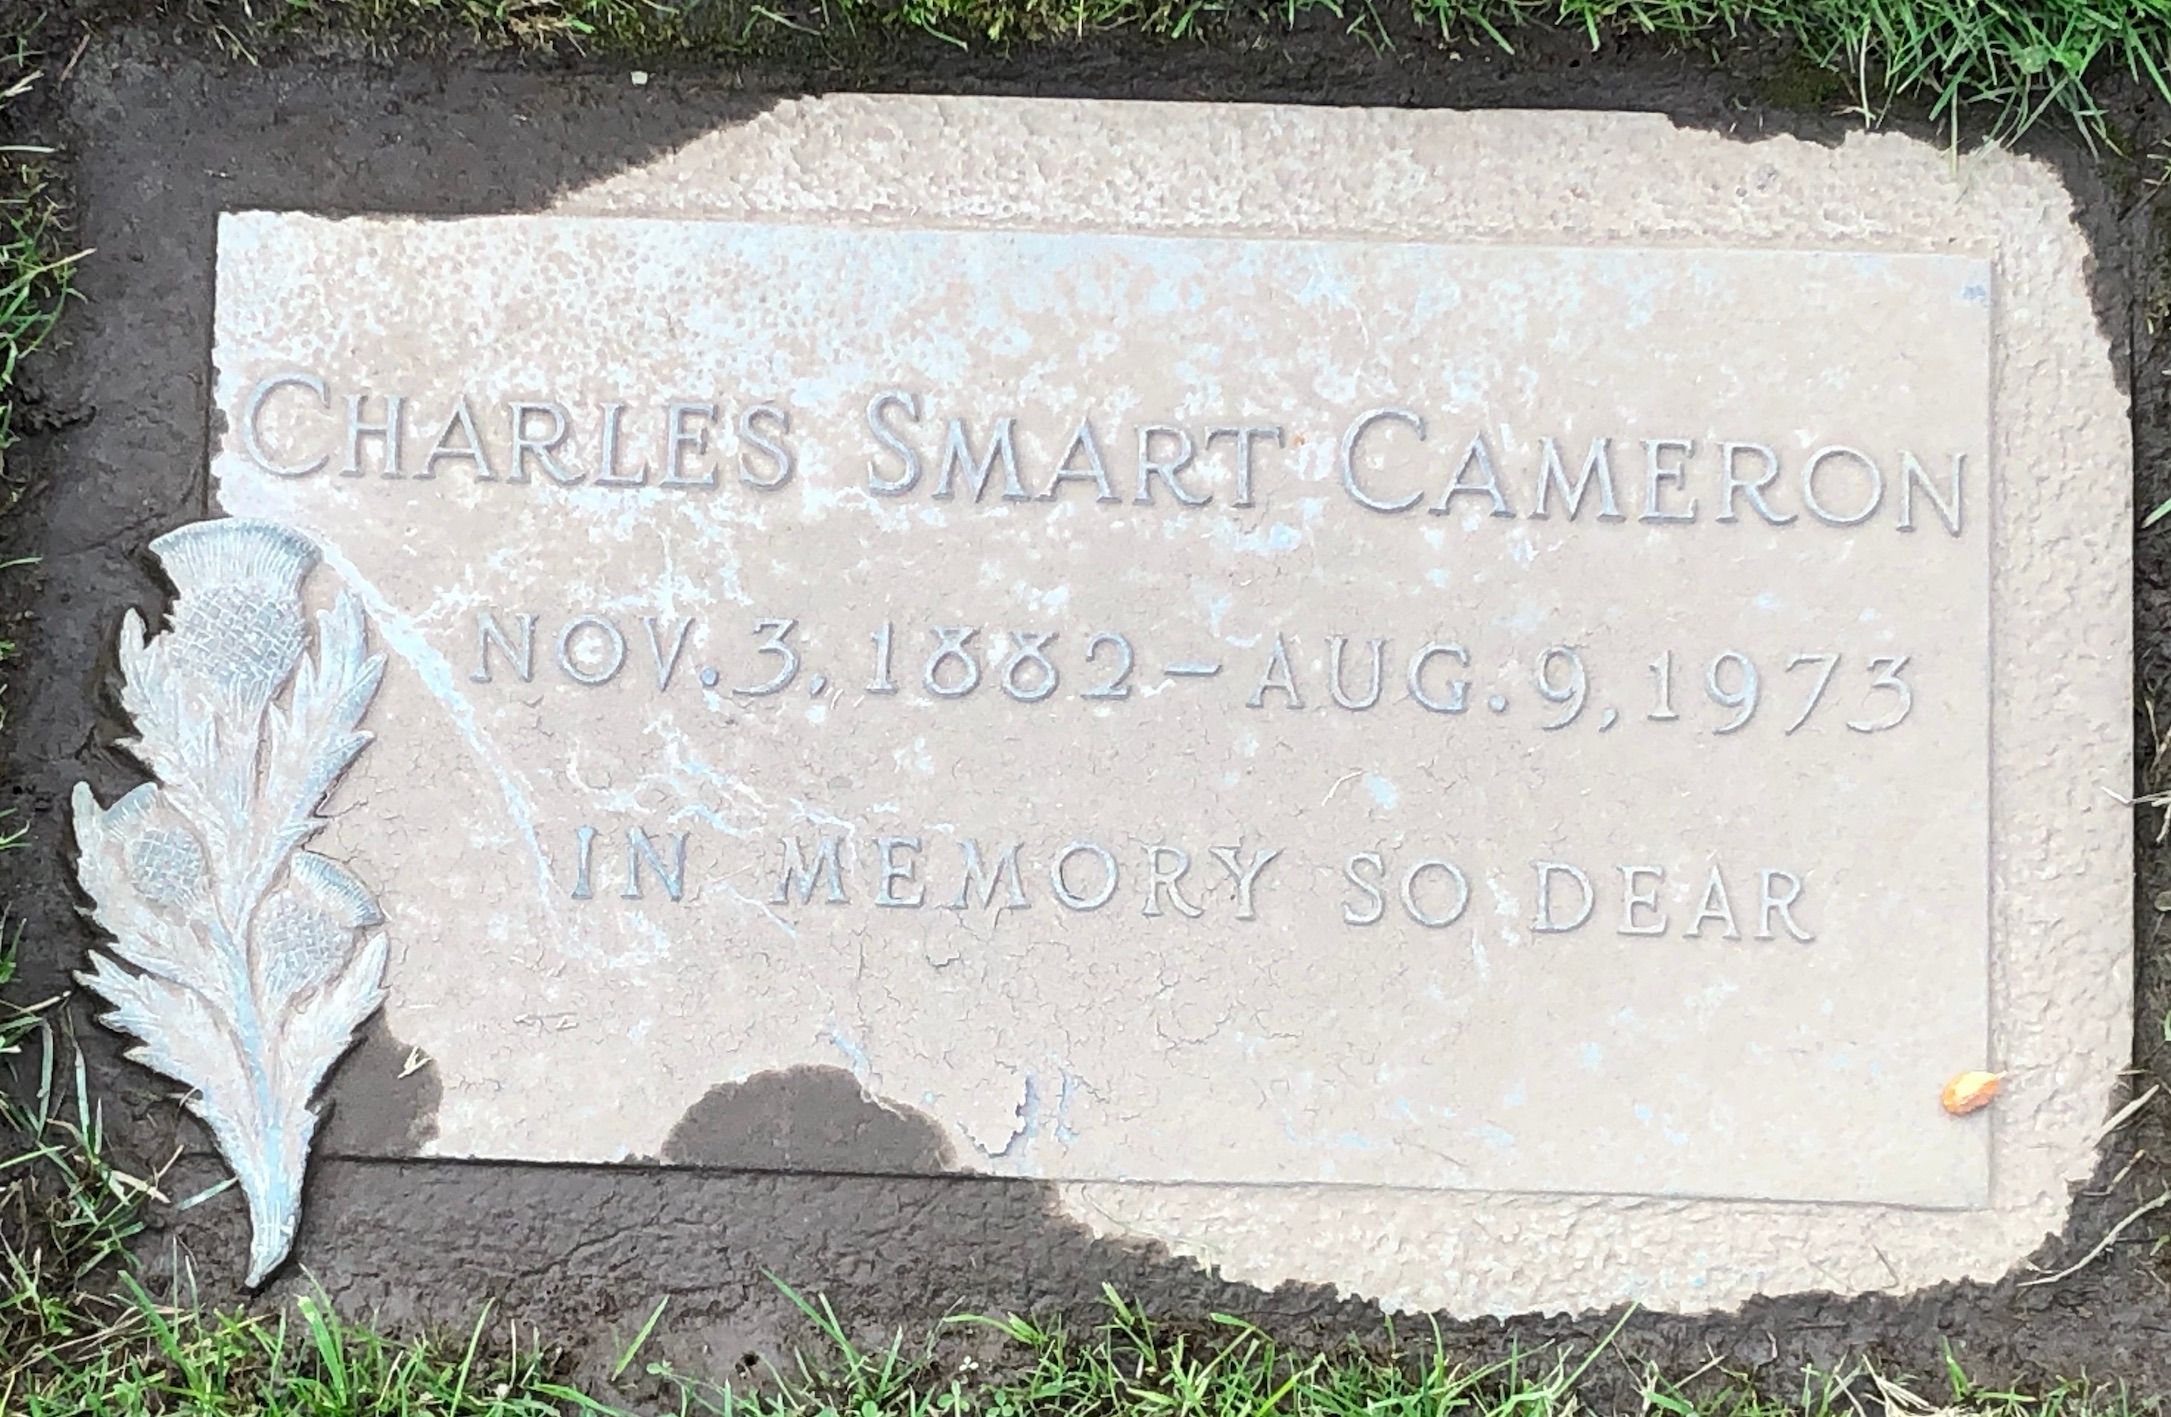 CHARLES SMART CAMERON
NOV. 3, 1882 – AUG. 9, 1973
IN MEMORY SO DEAR